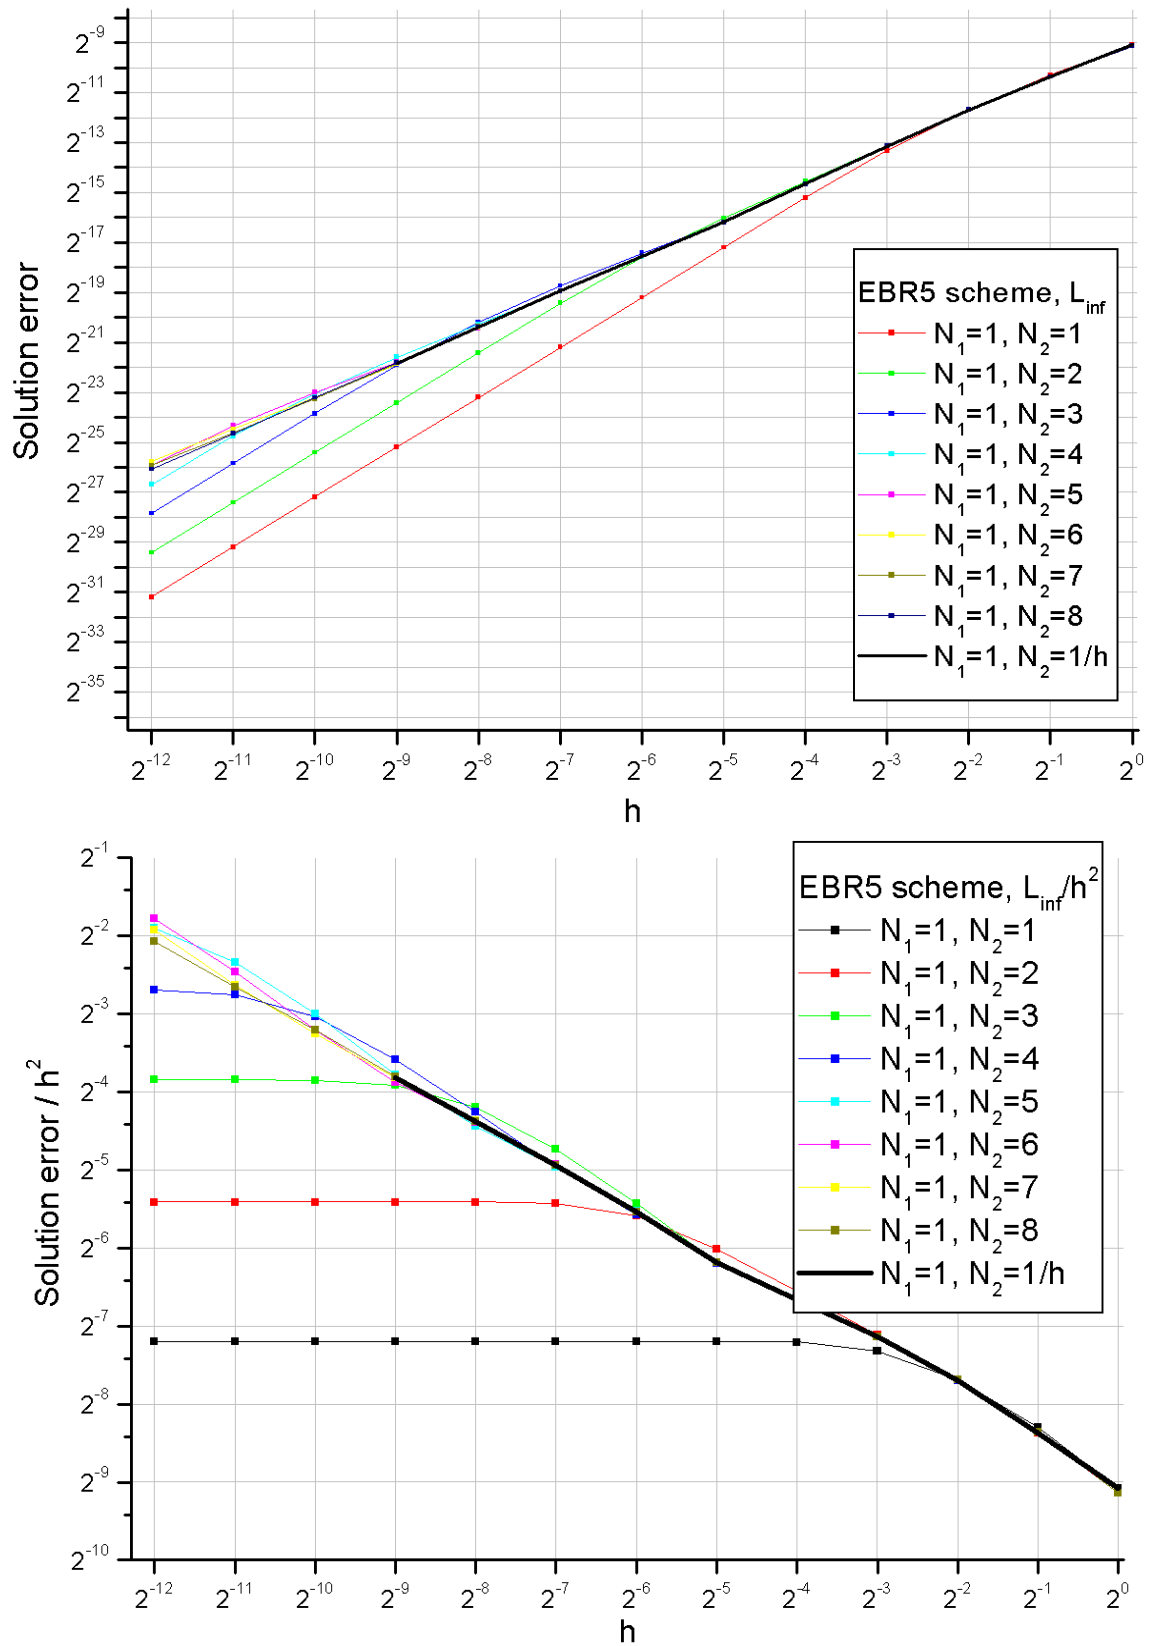 2^-9
2^-11
2^-13
2^-15
2^-17
2^-19
2^-21
2^-23
2^-25
2^-27
2^-29
2^-31
2^-33
2^-35
Solution error
EBR5 scheme, L_inf
N_1=1, N_2=1
N_1=1, N_2=2
N_1=1, N_2=3
N_1=1, N_2=4
N_1=1, N_2=5
N_1=1, N_2=6
N_1=1, N_2=7
N_1=1, N_2=8
N_1=1, N_2=1/h
2^-12 2^-11 2^-10 2^-9 2^-8 2^-7 2^-6 2^-5 2^-4 2^-3 2^-2 2^-1 2^0
h
2^-1
2^-2
2^-3
2^-4
2^-5
2^-6
2^-7
2^-8
2^-9
2^-10
Solution error / h^2
EBR5 scheme, L_inf/h^2
N_1=1, N_2=1
N_1=1, N_2=2
N_1=1, N_2=3
N_1=1, N_2=4
N_1=1, N_2=5
N_1=1, N_2=6
N_1=1, N_2=7
N_1=1, N_2=8
N_1=1, N_2=1/h
2^-12 2^-11 2^-10 2^-9 2^-8 2^-7 2^-6 2^-5 2^-4 2^-3 2^-2 2^-1 2^0
h